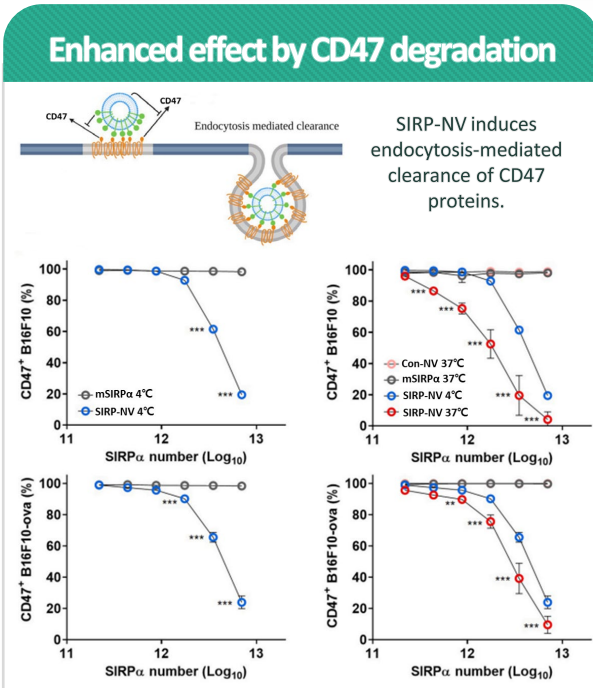 Enhanced effect by CD47 degradation
CD47
CD47
Endocytosis mediated clearance
SIRP-NV induces
endocytosis-mediated
clearance of CD47
proteins.
CD47⁺ B16F10 (%)
100
80
60
40
20
0
***
***
mSIRPα 4℃
SIRP-NV 4℃
11
12
13
SIRPα number (Log₁₀)
CD47⁺ B16F10 (%)
100
80
60
40
20
0
***
***
***
***
***
Con-NV 37℃
mSIRPα 37℃
SIRP-NV 4℃
SIRP-NV 37℃
11
12
13
SIRPα number (Log₁₀)
CD47⁺ B16F10-ova (%)
100
80
60
40
20
0
***
***
***
11
12
13
SIRPα number (Log₁₀)
CD47⁺ B16F10-ova (%)
100
80
60
40
20
0
**
***
***
***
11
12
13
SIRPα number (Log₁₀)